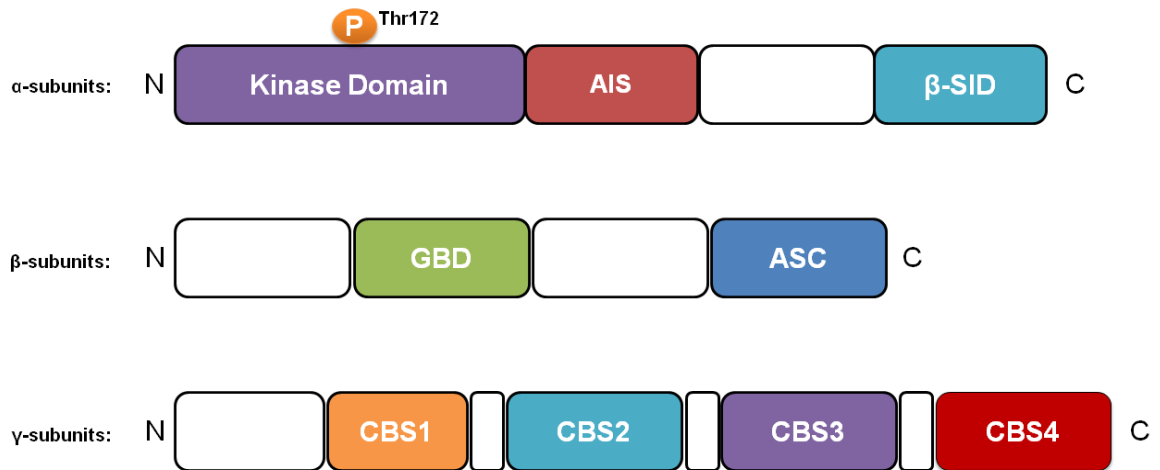 P Thr172
α-subunits: N Kinase Domain AIS β-SID C
β-subunits: N GBD ASC C
γ-subunits: N CBS1 CBS2 CBS3 CBS4 C